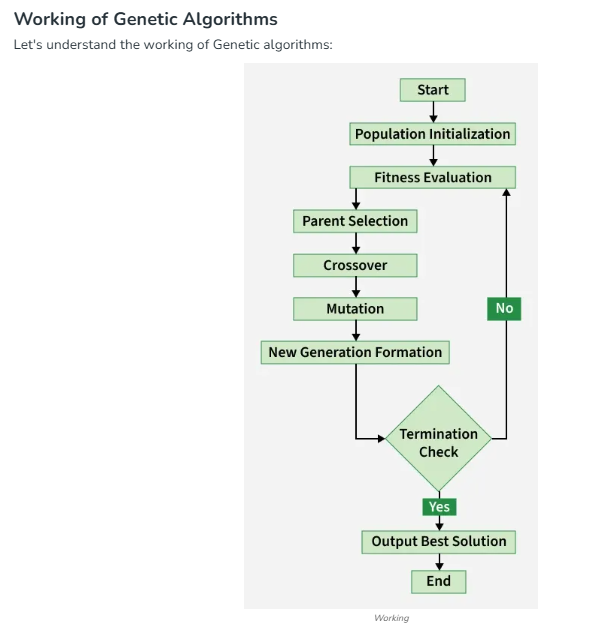 Working of Genetic Algorithms
Let's understand the working of Genetic algorithms:
Start
Population Initialization
Fitness Evaluation
Parent Selection
Crossover
Mutation
No
New Generation Formation
Termination
Check
Yes
Output Best Solution
End
Working